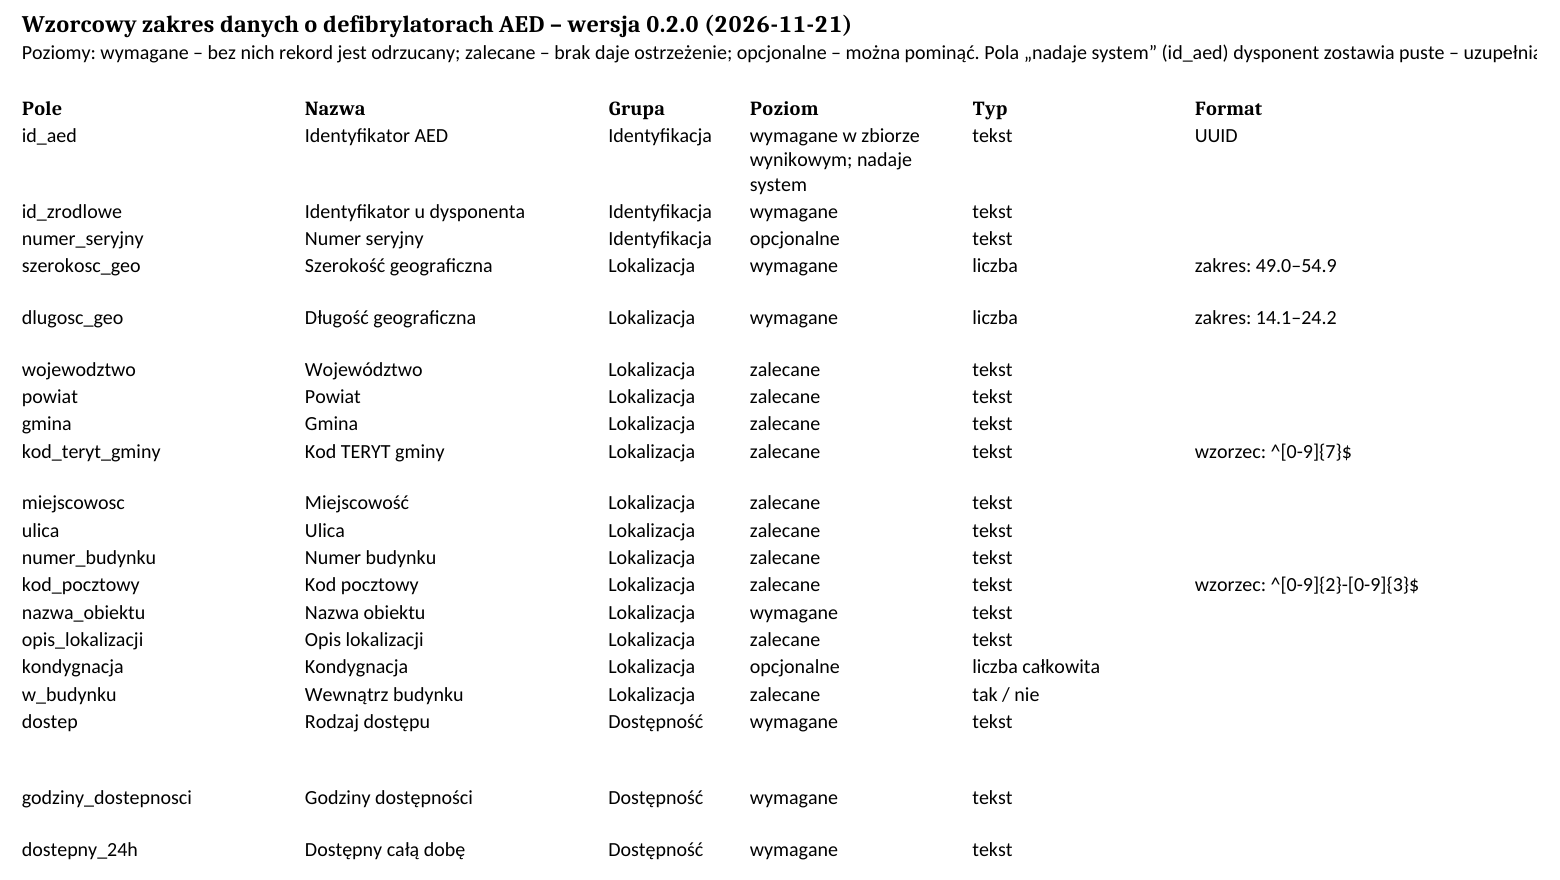 Wzorcowy zakres danych o defibrylatorach AED – wersja 0.2.0 (2026-11-21)
Poziomy: wymagane – bez nich rekord jest odrzucany; zalecane – brak daje ostrzeżenie; opcjonalne – można pominąć. Pola „nadaje system” (id_aed) dysponent zostawia puste – uzupełnia
Pole Nazwa Grupa Poziom Typ Format
id_aed Identyfikator AED Identyfikacja wymagane w zbiorze tekst UUID
wynikowym; nadaje
system
id_zrodlowe Identyfikator u dysponenta Identyfikacja wymagane tekst
numer_seryjny Numer seryjny Identyfikacja opcjonalne tekst
szerokosc_geo Szerokość geograficzna Lokalizacja wymagane liczba zakres: 49.0–54.9
dlugosc_geo Długość geograficzna Lokalizacja wymagane liczba zakres: 14.1–24.2
wojewodztwo Województwo Lokalizacja zalecane tekst
powiat Powiat Lokalizacja zalecane tekst
gmina Gmina Lokalizacja zalecane tekst
kod_teryt_gminy Kod TERYT gminy Lokalizacja zalecane tekst wzorzec: ^[0-9]{7}$
miejscowosc Miejscowość Lokalizacja zalecane tekst
ulica Ulica Lokalizacja zalecane tekst
numer_budynku Numer budynku Lokalizacja zalecane tekst
kod_pocztowy Kod pocztowy Lokalizacja zalecane tekst wzorzec: ^[0-9]{2}-[0-9]{3}$
nazwa_obiektu Nazwa obiektu Lokalizacja wymagane tekst
opis_lokalizacji Opis lokalizacji Lokalizacja zalecane tekst
kondygnacja Kondygnacja Lokalizacja opcjonalne liczba całkowita
w_budynku Wewnątrz budynku Lokalizacja zalecane tak / nie
dostep Rodzaj dostępu Dostępność wymagane tekst
godziny_dostepnosci Godziny dostępności Dostępność wymagane tekst
dostepny_24h Dostępny całą dobę Dostępność wymagane tekst